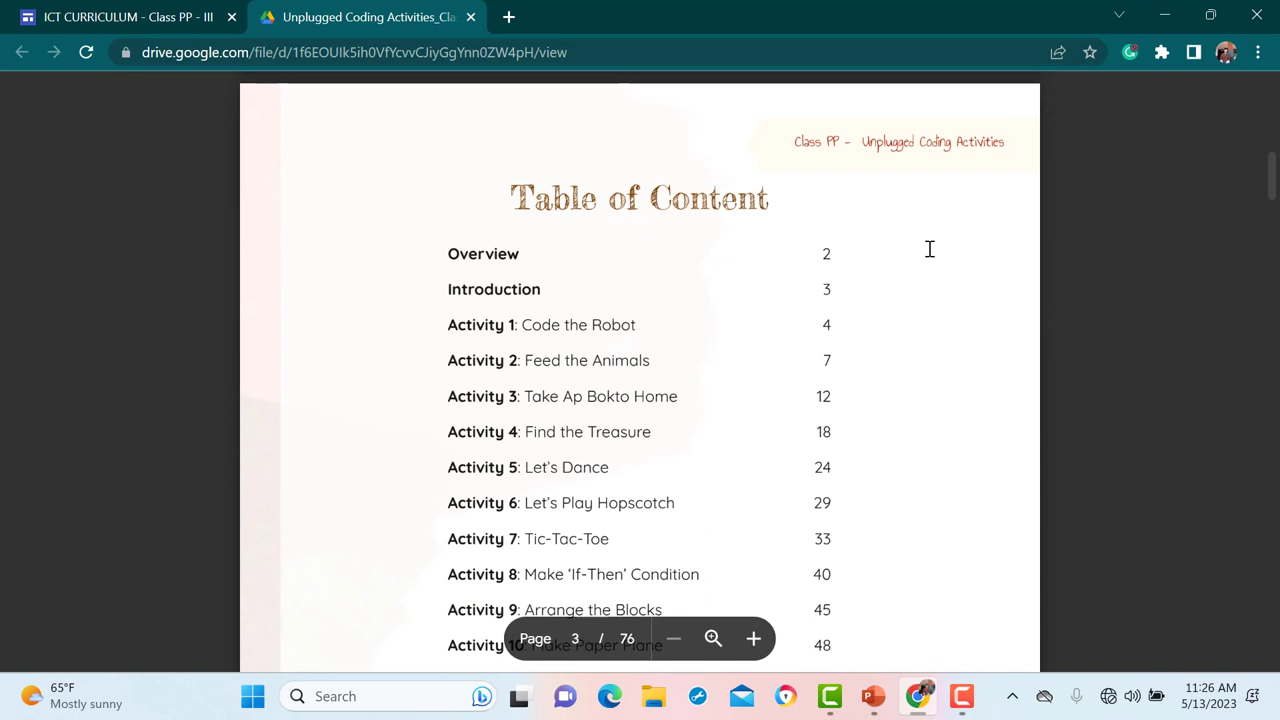 ICT CURRICULUM - Class PP - III
Unplugged Coding Activities_Cla
drive.google.com/file/d/1f6EOUIk5ih0VfYcvvCJiyGgYnn0ZW4pH/view
Class PP - Unplugged Coding Activities
Table of Content
Overview 2
Introduction 3
Activity 1: Code the Robot 4
Activity 2: Feed the Animals 7
Activity 3: Take Ap Bokto Home 12
Activity 4: Find the Treasure 18
Activity 5: Let's Dance 24
Activity 6: Let's Play Hopscotch 29
Activity 7: Tic-Tac-Toe 33
Activity 8: Make 'If-Then' Condition 40
Activity 9: Arrange the Blocks 45
Activity 10: Make Paper Plane 48
Page 3 / 76
65°F
Mostly sunny
Search
11:26 AM
5/13/2023